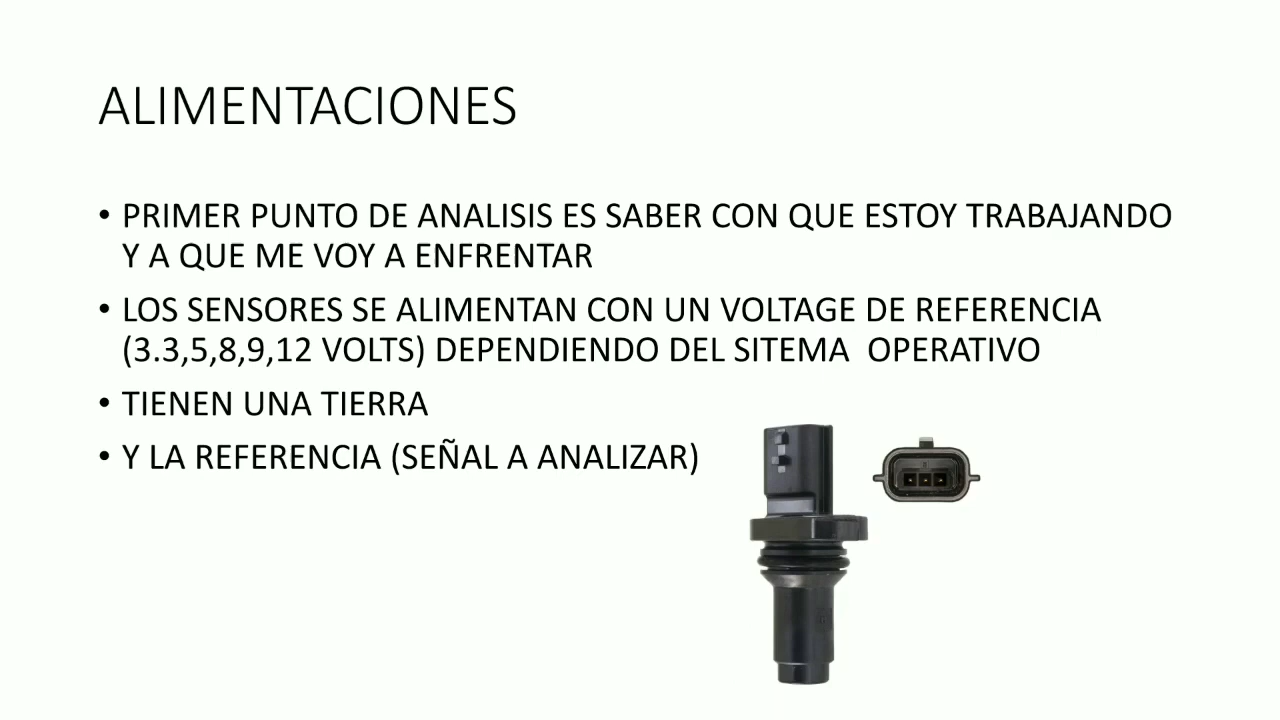 ALIMENTACIONES
• PRIMER PUNTO DE ANALISIS ES SABER CON QUE ESTOY TRABAJANDO
Y A QUE ME VOY A ENFRENTAR
• LOS SENSORES SE ALIMENTAN CON UN VOLTAGE DE REFERENCIA
(3.3,5,8,9,12 VOLTS) DEPENDIENDO DEL SITEMA  OPERATIVO
• TIENEN UNA TIERRA
• Y LA REFERENCIA (SEÑAL A ANALIZAR)